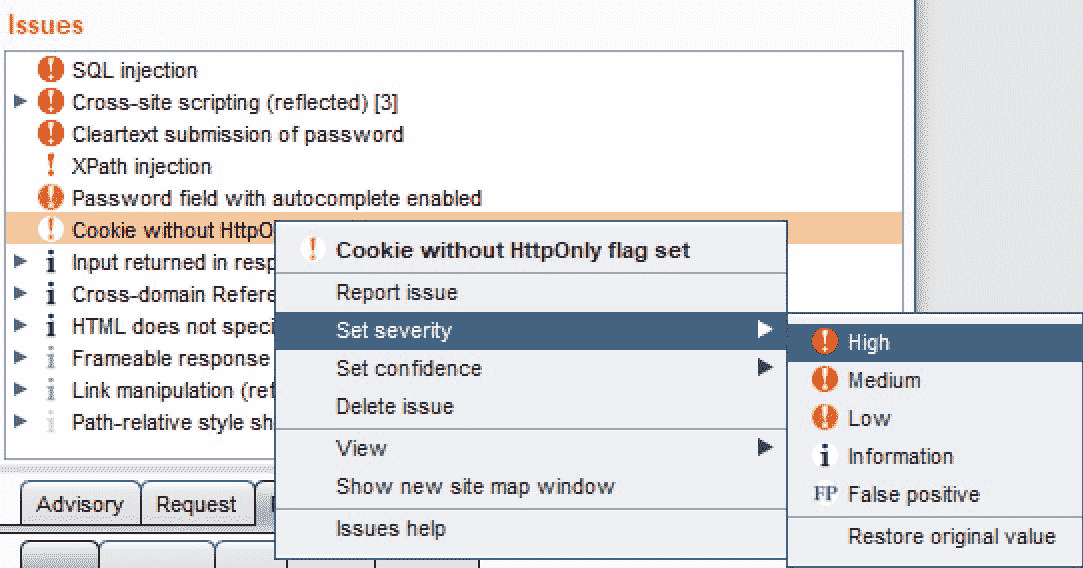 Issues
SQL injection
Cross-site scripting (reflected) [3]
Cleartext submission of password
XPath injection
Password field with autocomplete enabled
Cookie without HttpO
Cookie without HttpOnly flag set
Input returned in resp
Report issue
Cross-domain Refere
HTML does not speci
Set severity
High
Frameable response
Set confidence
Medium
Link manipulation (ref
Delete issue
Low
Path-relative style sh
View
Information
Show new site map window
FP False positive
Advisory
Request
Issues help
Restore original value